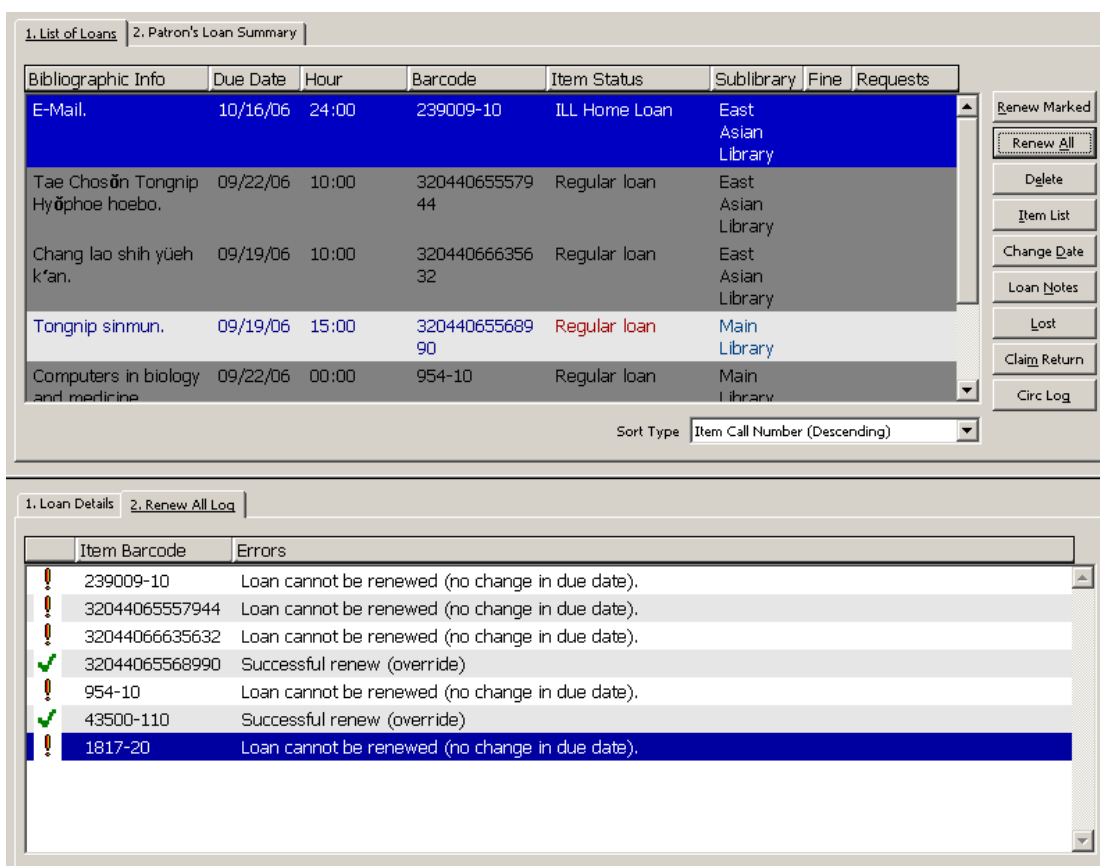 1. List of Loans 2. Patron's Loan Summary
Bibliographic Info Due Date Hour Barcode Item Status Sublibrary Fine Requests
E-Mail. 10/16/06 24:00 239009-10 ILL Home Loan East
Asian
Library
Tae Chosŏn Tongnip 09/22/06 10:00 320440655579 Regular loan East
Hyŏphoe hoebo. 44 Asian
Library
Chang lao shih yüeh 09/19/06 10:00 320440666356 Regular loan East
kʻan. 32 Asian
Library
Tongnip sinmun. 09/19/06 15:00 320440655689 Regular loan Main
90 Library
Computers in biology 09/22/06 00:00 954-10 Regular loan Main
and medicine Library
Renew Marked
Renew All
Delete
Item List
Change Date
Loan Notes
Lost
Claim Return
Circ Log
Sort Type Item Call Number (Descending)
1. Loan Details 2. Renew All Log
Item Barcode Errors
239009-10 Loan cannot be renewed (no change in due date).
32044065557944 Loan cannot be renewed (no change in due date).
32044066635632 Loan cannot be renewed (no change in due date).
32044065568990 Successful renew (override)
954-10 Loan cannot be renewed (no change in due date).
43500-110 Successful renew (override)
1817-20 Loan cannot be renewed (no change in due date).